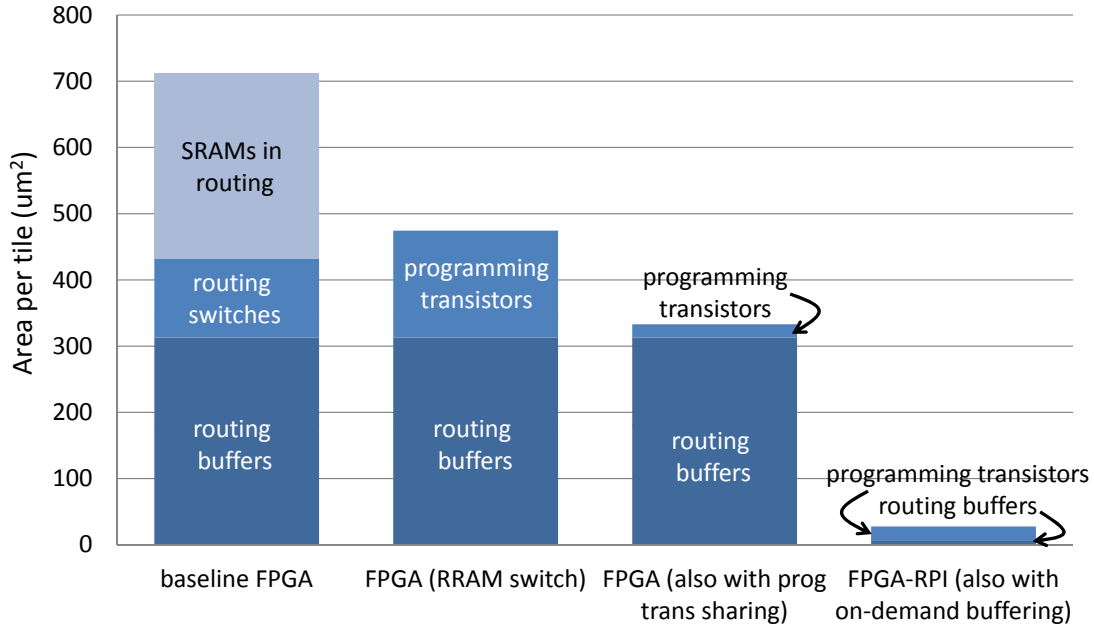 800
700
600
500
400
300
200
100
0
Area per tile (um²)
SRAMs in
routing
routing
switches
routing
buffers
programming
transistors
routing
buffers
programming
transistors
routing
buffers
programming transistors
routing buffers
baseline FPGA
FPGA (RRAM switch)
FPGA (also with prog
trans sharing)
FPGA-RPI (also with
on-demand buffering)